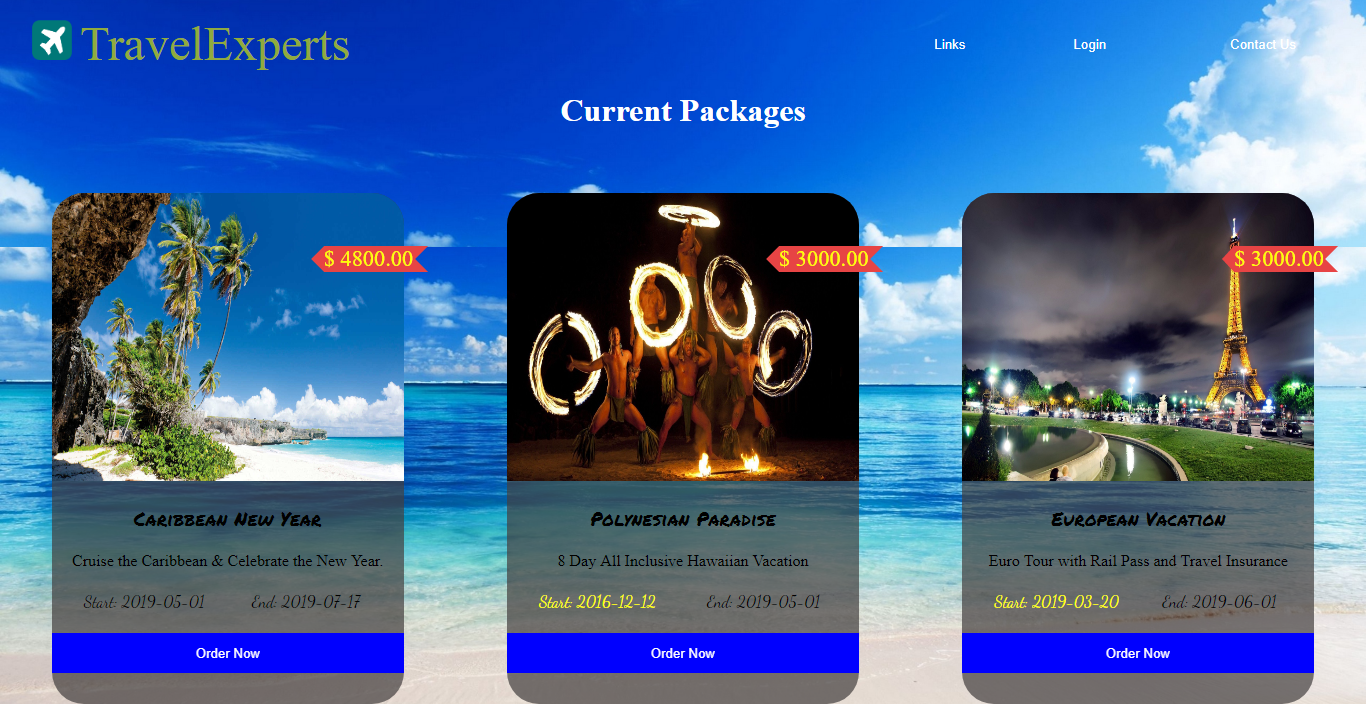 TravelExperts
Links
Login
Contact Us
Current Packages
$ 4800.00
Caribbean New Year
Cruise the Caribbean & Celebrate the New Year.
Start: 2019-05-01 End: 2019-07-17
Order Now
$ 3000.00
Polynesian Paradise
8 Day All Inclusive Hawaiian Vacation
Start: 2016-12-12 End: 2019-05-01
Order Now
$ 3000.00
European Vacation
Euro Tour with Rail Pass and Travel Insurance
Start: 2019-03-20 End: 2019-06-01
Order Now